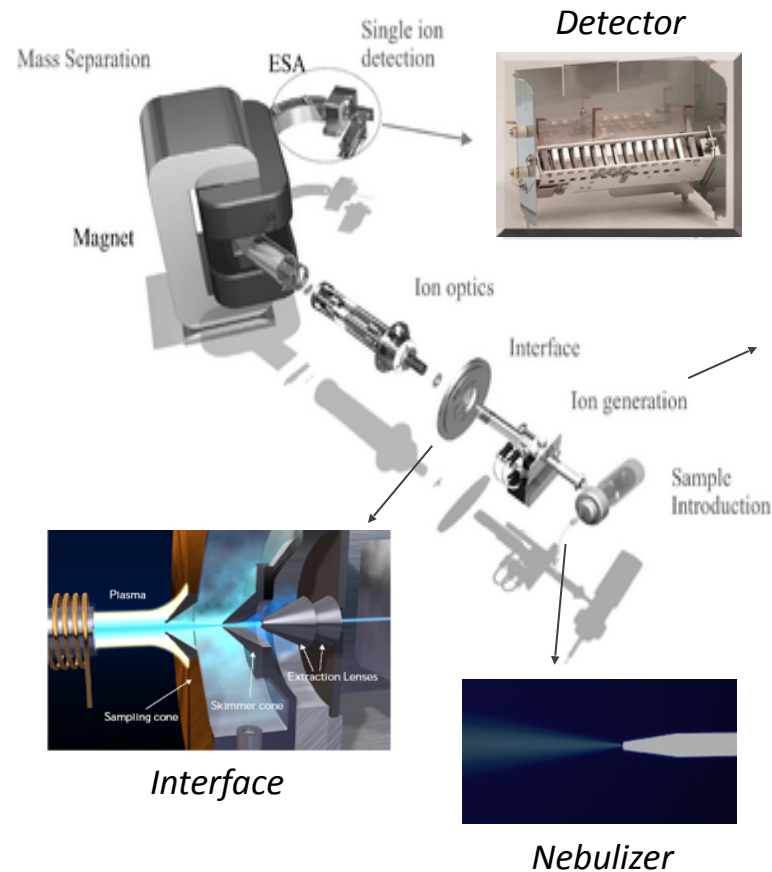 Detector
Single ion
detection
Mass Separation
ESA
Magnet
Ion optics
Interface
Ion generation
Sample
Introduction
Plasma
Extraction Lenses
Skimmer cone
Sampling cone
Interface
Nebulizer